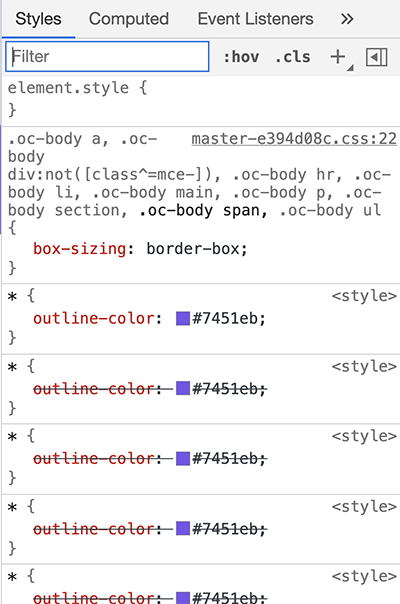 Styles Computed Event Listeners »
Filter :hov .cls +
element.style {
}
.oc-body a, .oc- master-e394d08c.css:22
body
div:not([class^=mce-]), .oc-body hr, .oc-
body li, .oc-body main, .oc-body p, .oc-
body section, .oc-body span, .oc-body ul
{
box-sizing: border-box;
}
* { <style>
outline-color: #7451eb;
}
* { <style>
outline-color: #7451eb;
}
* { <style>
outline-color: #7451eb;
}
* { <style>
outline-color: #7451eb;
}
* { <style>
outline-color: #7451eb;